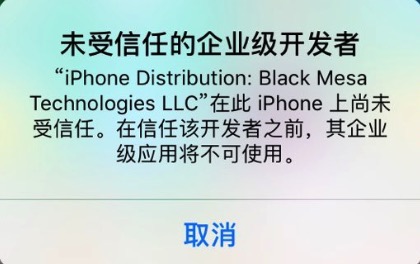 未受信任的企业级开发者
“iPhone Distribution: Black Mesa
Technologies LLC”在此 iPhone 上尚未
受信任。在信任该开发者之前，其企业
级应用将不可使用。
取消